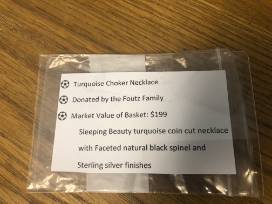 Turquoise Choker Necklace
Donated by the Foutz Family
Market Value of Basket: $199
Sleeping Beauty turquoise coin cut necklace
with Faceted natural black spinel and
Sterling silver finishes